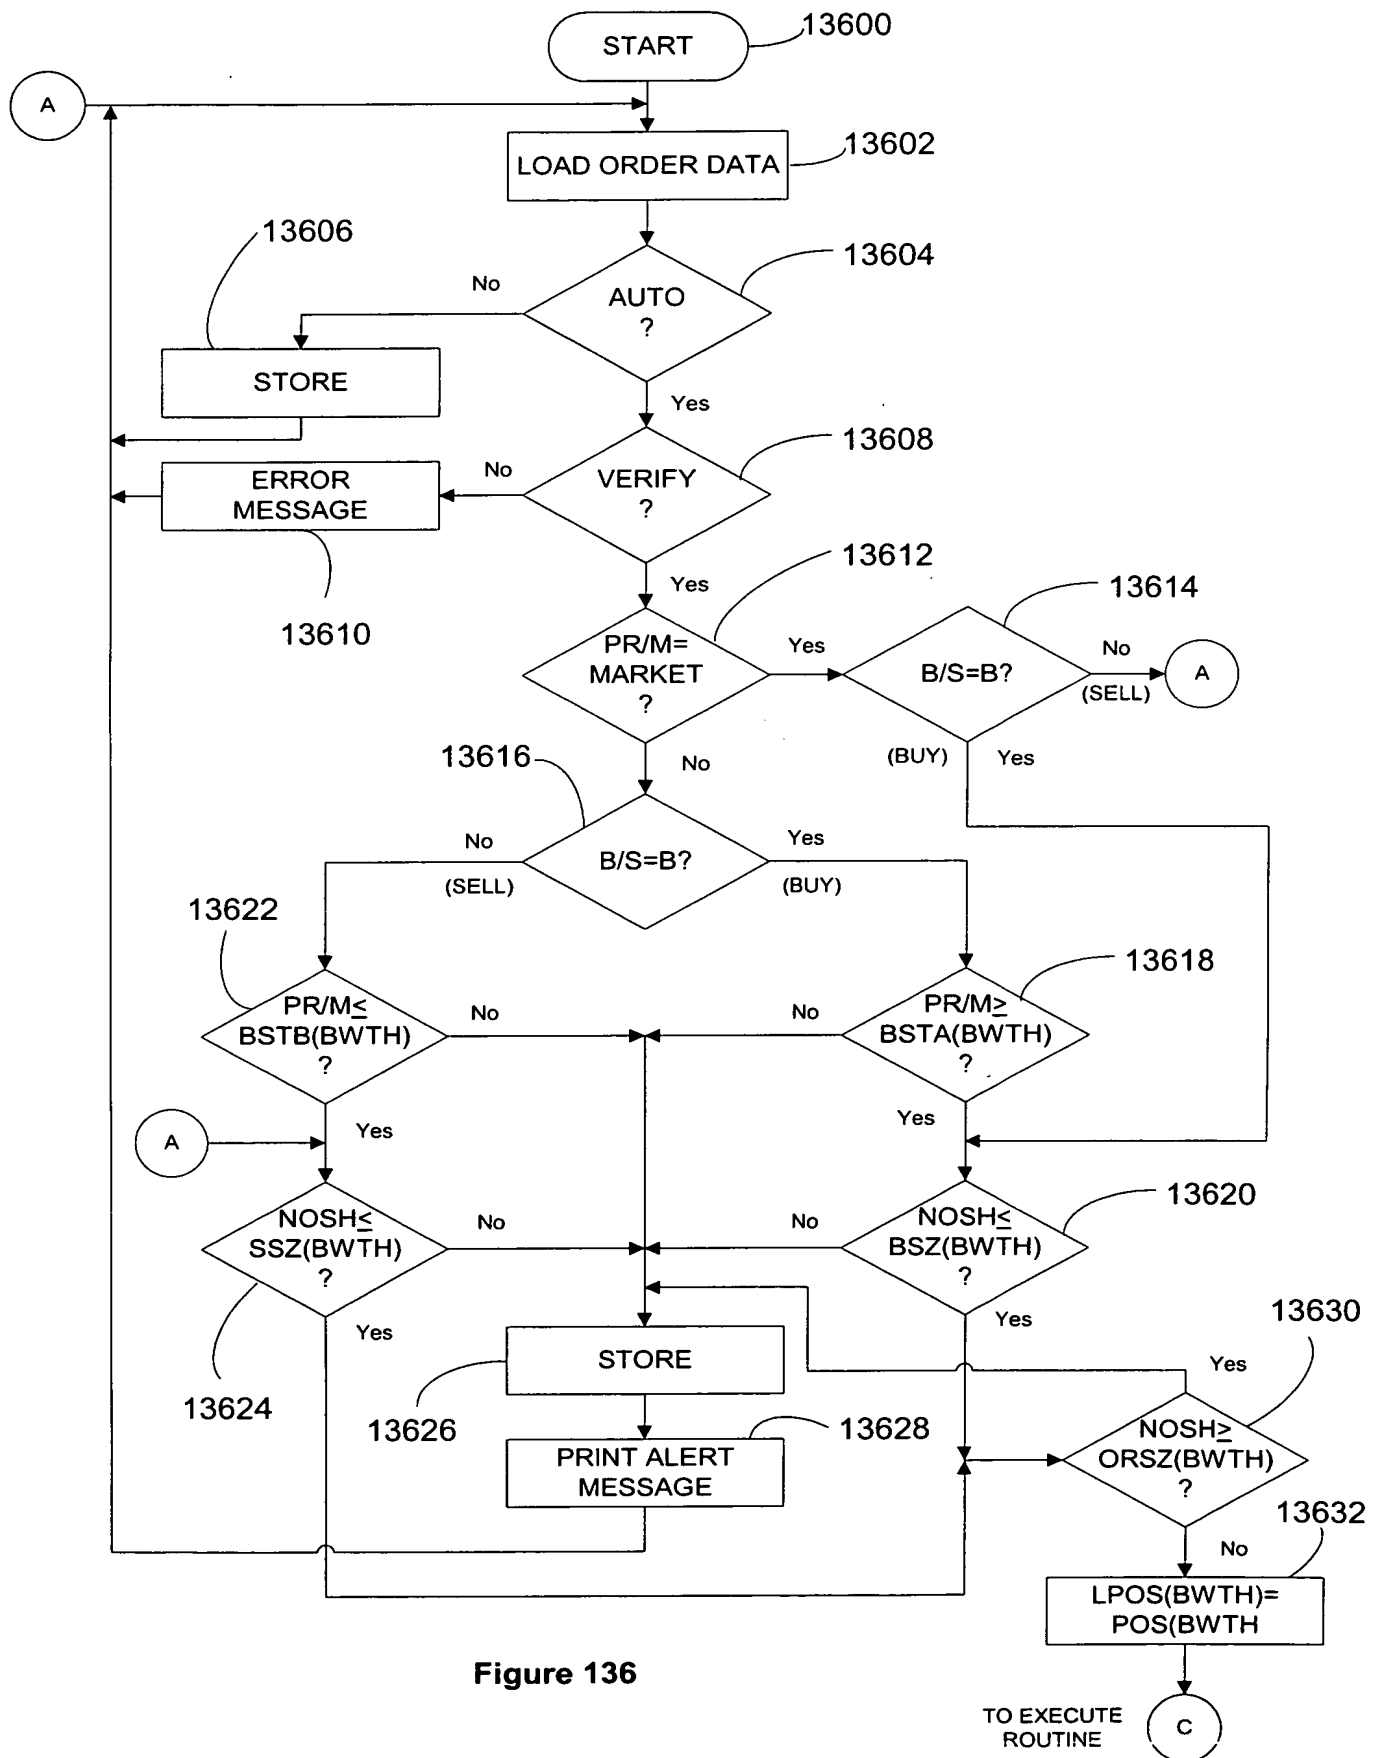 13600
START
A
13602
LOAD ORDER DATA
13606
13604
No
AUTO
?
STORE
Yes
13608
ERROR
MESSAGE
No
VERIFY
?
13612
13610
Yes
13614
PR/M=
MARKET
?
Yes
B/S=B?
No
(SELL)
A
13616
No
(BUY)
Yes
No
(SELL)
B/S=B?
Yes
(BUY)
13622
13618
PR/M≤
BSTB(BWTH)
?
No
No
PR/M≥
BSTA(BWTH)
?
A
Yes
Yes
13620
NOSH≤
SSZ(BWTH)
?
No
No
NOSH≤
BSZ(BWTH)
?
Yes
Yes
13630
STORE
Yes
13624
13626
13628
NOSH≥
ORSZ(BWTH)
?
PRINT ALERT
MESSAGE
13632
No
LPOS(BWTH)=
POS(BWTH
Figure 136
TO EXECUTE
ROUTINE
C